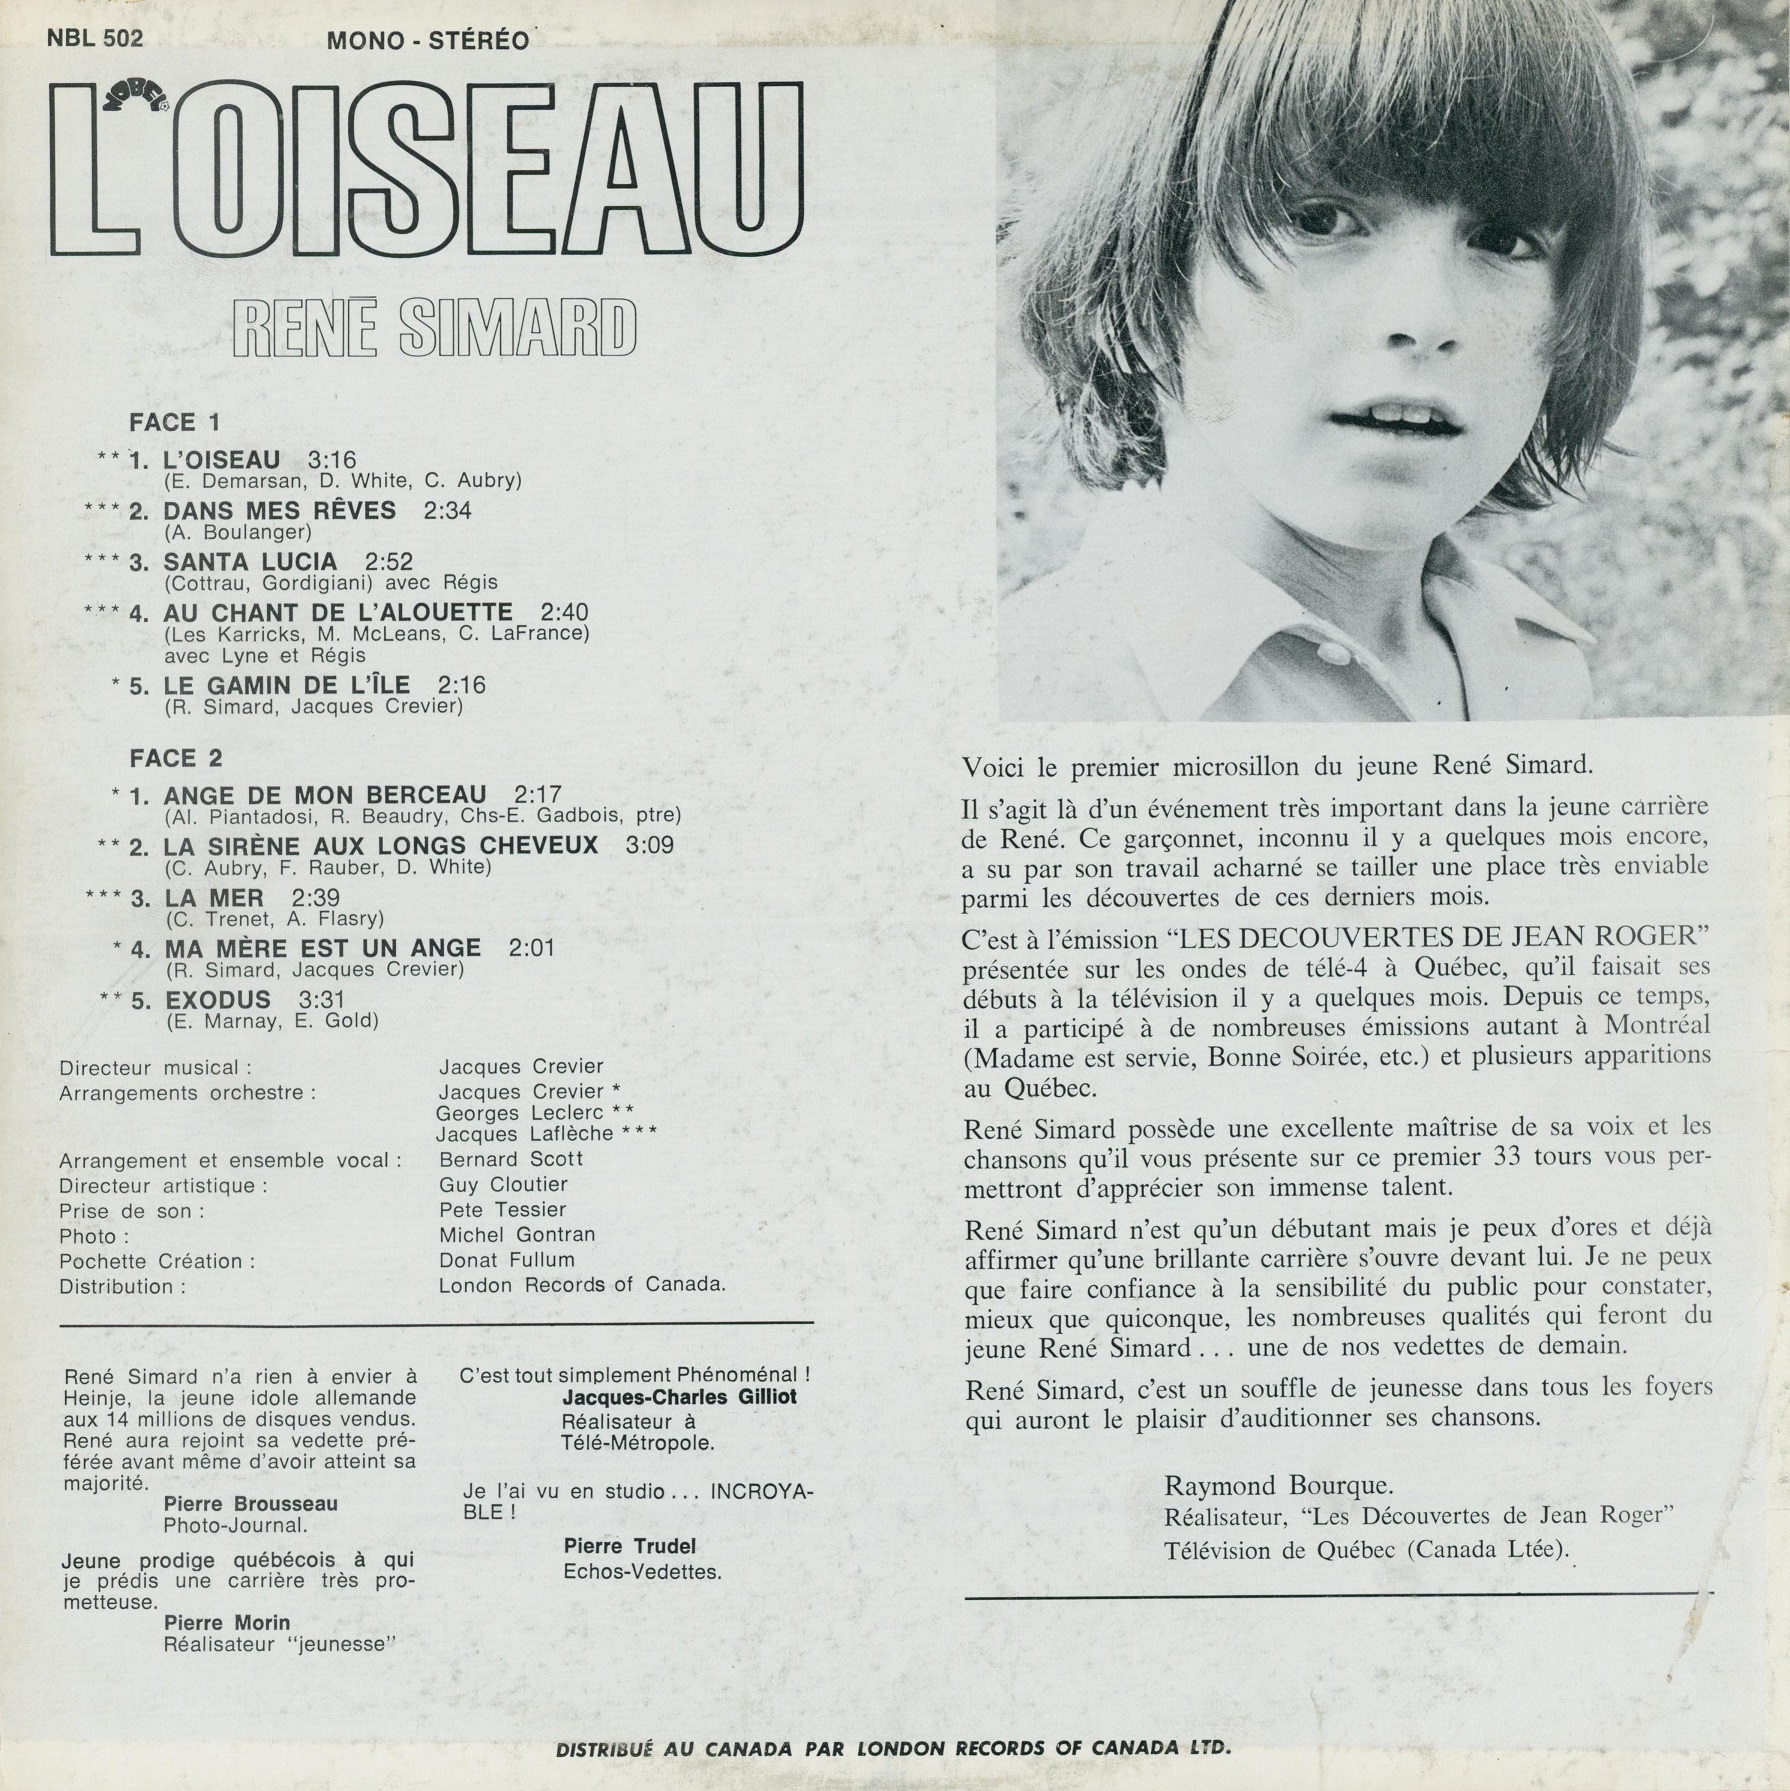 NBL 502
MONO - STÉRÉO
NOBEL
L'OISEAU
RENÉ SIMARD
FACE 1
** 1. L'OISEAU 3:16
(E. Demarsan, D. White, C. Aubry)
*** 2. DANS MES RÊVES 2:34
(A. Boulanger)
*** 3. SANTA LUCIA 2:52
(Cottrau, Gordigiani) avec Régis
*** 4. AU CHANT DE L'ALOUETTE 2:40
(Les Karricks, M. McLeans, C. LaFrance)
avec Lyne et Régis
* 5. LE GAMIN DE L'ÎLE 2:16
(R. Simard, Jacques Crevier)
FACE 2
* 1. ANGE DE MON BERCEAU 2:17
(Al. Piantadosi, R. Beaudry, Chs-E. Gadbois, ptre)
** 2. LA SIRÈNE AUX LONGS CHEVEUX 3:09
(C. Aubry, F. Rauber, D. White)
*** 3. LA MER 2:39
(C. Trenet, A. Flasry)
* 4. MA MÈRE EST UN ANGE 2:01
(R. Simard, Jacques Crevier)
** 5. EXODUS 3:31
(E. Marnay, E. Gold)
Directeur musical : Jacques Crevier
Arrangements orchestre : Jacques Crevier *
Georges Leclerc **
Jacques Laflèche ***
Arrangement et ensemble vocal : Bernard Scott
Directeur artistique : Guy Cloutier
Prise de son : Pete Tessier
Photo : Michel Gontran
Pochette Création : Donat Fullum
Distribution : London Records of Canada.
René Simard n'a rien à envier à
Heinje, la jeune idole allemande
aux 14 millions de disques vendus.
René aura rejoint sa vedette pré-
férée avant même d'avoir atteint sa
majorité.
Pierre Brousseau
Photo-Journal.
Jeune prodige québécois à qui
je prédis une carrière très pro-
metteuse.
Pierre Morin
Réalisateur "jeunesse"
C'est tout simplement Phénoménal !
Jacques-Charles Gilliot
Réalisateur à
Télé-Métropole.
Je l'ai vu en studio... INCROYA-
BLE !
Pierre Trudel
Echos-Vedettes.
Voici le premier microsillon du jeune René Simard.
Il s'agit là d'un événement très important dans la jeune carrière
de René. Ce garçonnet, inconnu il y a quelques mois encore,
a su par son travail acharné se tailler une place très enviable
parmi les découvertes de ces derniers mois.
C'est à l'émission "LES DECOUVERTES DE JEAN ROGER"
présentée sur les ondes de télé-4 à Québec, qu'il faisait ses
débuts à la télévision il y a quelques mois. Depuis ce temps,
il a participé à de nombreuses émissions autant à Montréal
(Madame est servie, Bonne Soirée, etc.) et plusieurs apparitions
au Québec.
René Simard possède une excellente maîtrise de sa voix et les
chansons qu'il vous présente sur ce premier 33 tours vous per-
mettront d'apprécier son immense talent.
René Simard n'est qu'un débutant mais je peux d'ores et déjà
affirmer qu'une brillante carrière s'ouvre devant lui. Je ne peux
que faire confiance à la sensibilité du public pour constater,
mieux que quiconque, les nombreuses qualités qui feront du
jeune René Simard... une de nos vedettes de demain.
René Simard, c'est un souffle de jeunesse dans tous les foyers
qui auront le plaisir d'auditionner ses chansons.
Raymond Bourque.
Réalisateur, "Les Découvertes de Jean Roger"
Télévision de Québec (Canada Ltée).
DISTRIBUÉ AU CANADA PAR LONDON RECORDS OF CANADA LTD.